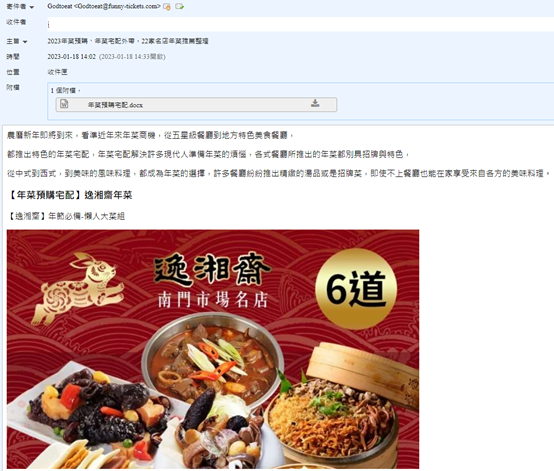 寄件者 Godtoeat <Godtoeat@funny-tickets.com>
收件者
主旨 2023年菜預購，年菜宅配外帶，22家名店年菜推薦整理
時間 2023-01-18 14:02 (2023-01-18 14:33開啟)
位置 收件匣
附檔 1 個附檔，
年菜預購宅配.docx
農曆新年即將到來，看準近年來年菜商機，從五星級餐廳到地方特色美食餐廳，
都推出特色的年菜宅配，年菜宅配解決許多現代人準備年菜的煩惱，各式餐廳所推出的年菜都別具招牌與特色，
從中式到西式，到美味的風味料理，都成為年菜的選擇，許多餐廳紛紛推出精緻的湯品或是招牌菜，即使不上餐廳也能在家享受來自各方的美味料理。
【年菜預購宅配】逸湘齋年菜
【逸湘齋】年節必備-懶人大菜組
逸湘齋
南門市場名店
6道